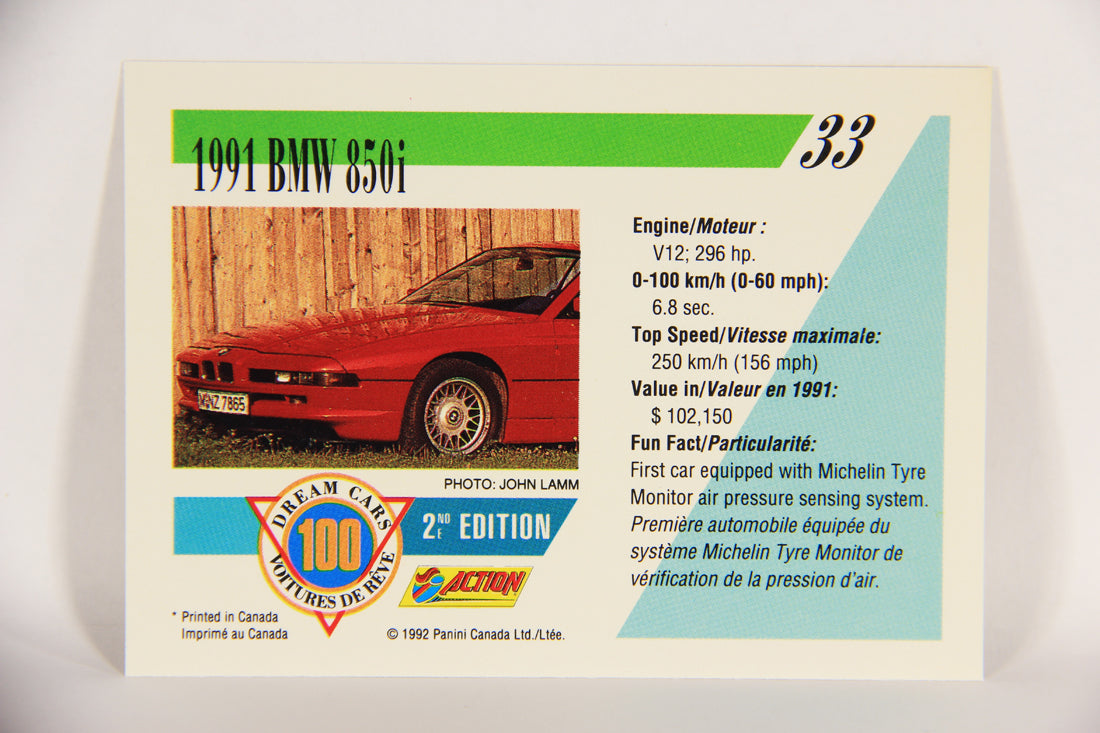 1991 BMW 850i
33
M·NZ 7865
PHOTO: JOHN LAMM
DREAM CARS
100
VOITURES DE RÊVE
2ND/E EDITION
ACTION
* Printed in Canada
Imprimé au Canada
© 1992 Panini Canada Ltd./Ltée.
Engine/Moteur :
V12; 296 hp.
0-100 km/h (0-60 mph):
6.8 sec.
Top Speed/Vitesse maximale:
250 km/h (156 mph)
Value in/Valeur en 1991:
$ 102,150
Fun Fact/Particularité:
First car equipped with Michelin Tyre
Monitor air pressure sensing system.
Première automobile équipée du
système Michelin Tyre Monitor de
vérification de la pression d'air.